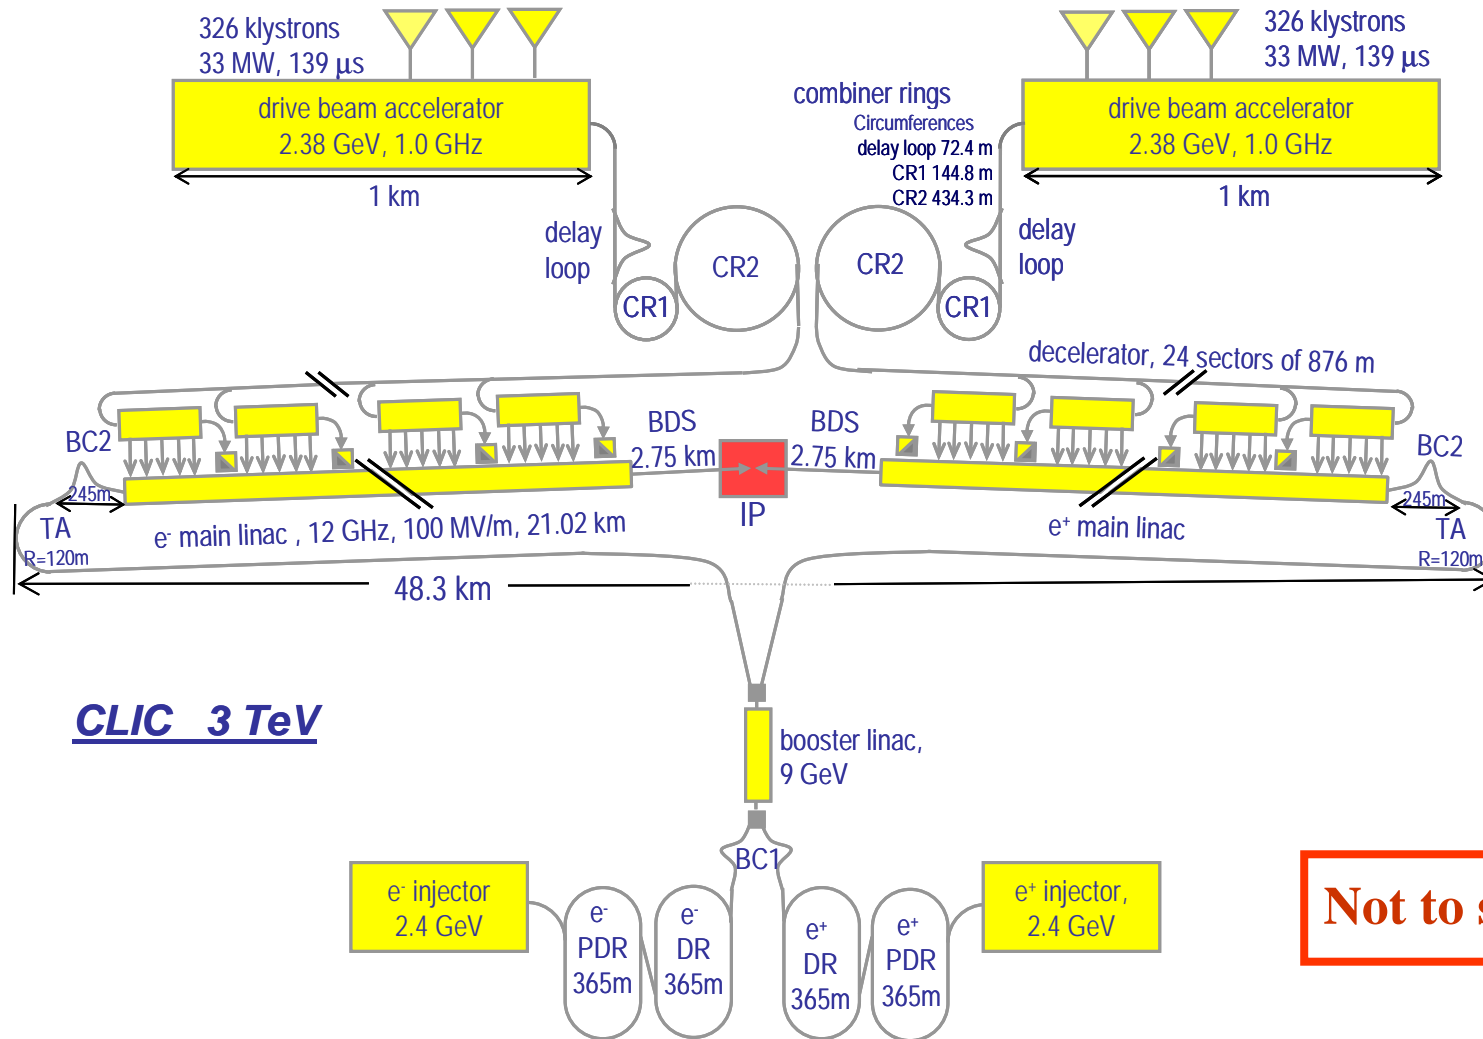 326 klystrons
33 MW, 139 μs
326 klystrons
33 MW, 139 μs
drive beam accelerator
2.38 GeV, 1.0 GHz
combiner rings
Circumferences
delay loop 72.4 m
CR1 144.8 m
CR2 434.3 m
drive beam accelerator
2.38 GeV, 1.0 GHz
1 km
1 km
delay
loop
CR2
CR2
delay
loop
CR1
CR1
decelerator, 24 sectors of 876 m
BC2
BDS
2.75 km
BDS
2.75 km
BC2
245m
245m
IP
TA
R=120m
e⁻ main linac , 12 GHz, 100 MV/m, 21.02 km
e⁺ main linac
TA
R=120m
48.3 km
CLIC 3 TeV
booster linac,
9 GeV
BC1
e⁻ injector
2.4 GeV
e⁻
PDR
365m
e⁻
DR
365m
e⁺
DR
365m
e⁺
PDR
365m
e⁺ injector,
2.4 GeV
Not to